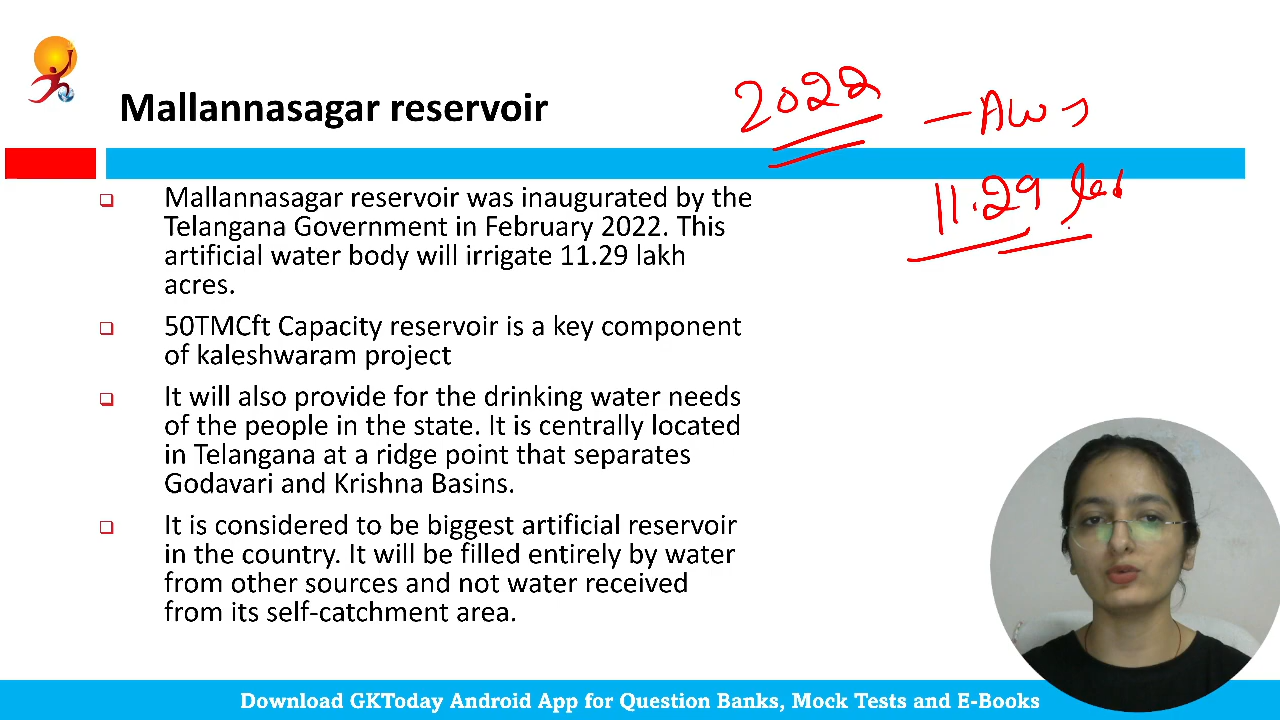 Mallannasagar reservoir
2022
11.29
Mallannasagar reservoir was inaugurated by the
Telangana Government in February 2022. This
artificial water body will irrigate 11.29 lakh
acres.
50TMCft Capacity reservoir is a key component
of kaleshwaram project
It will also provide for the drinking water needs
of the people in the state. It is centrally located
in Telangana at a ridge point that separates
Godavari and Krishna Basins.
It is considered to be biggest artificial reservoir
in the country. It will be filled entirely by water
from other sources and not water received
from its self-catchment area.
Download GKToday Android App for Question Banks, Mock Tests and E-Books